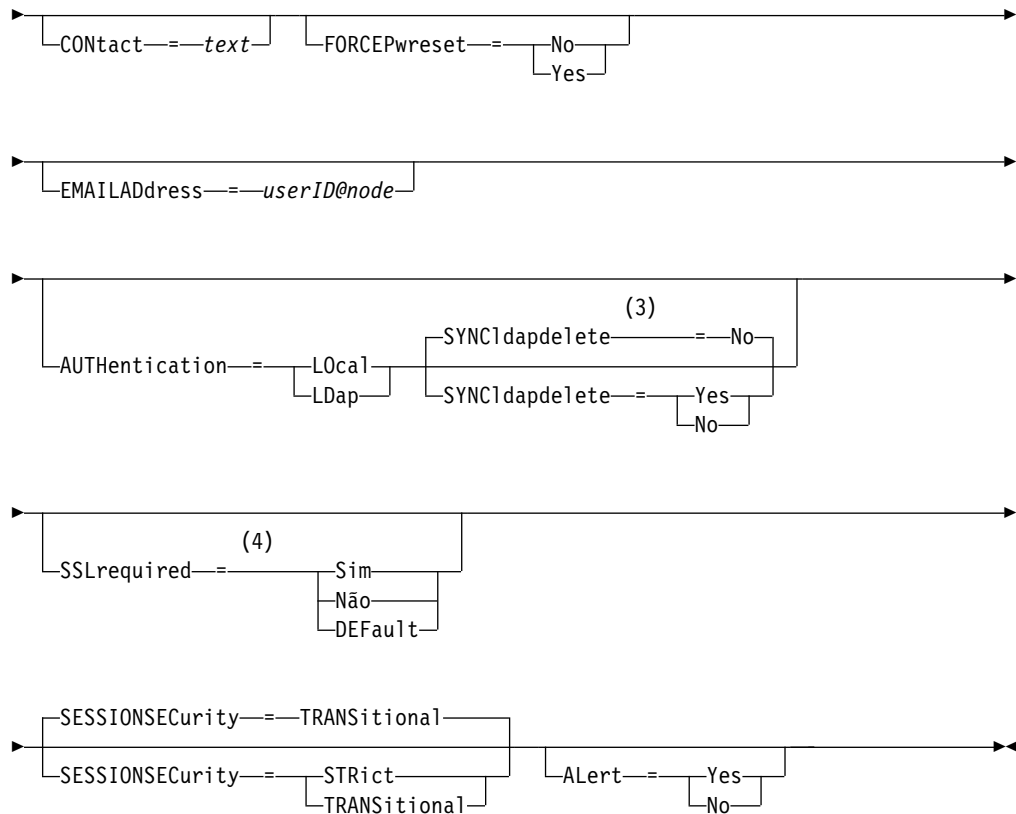 CONtact = text FORCEPwreset = No
Yes
EMAILADdress = userID@node
(3)
SYNCldapdelete = No
AUTHentication = LOcal
LDap SYNCldapdelete = Yes
No
(4)
SSLrequired = Sim
Não
DEFault
SESSIONSECurity = TRANSitional
SESSIONSECurity = STRict ALert = Yes
TRANSitional No